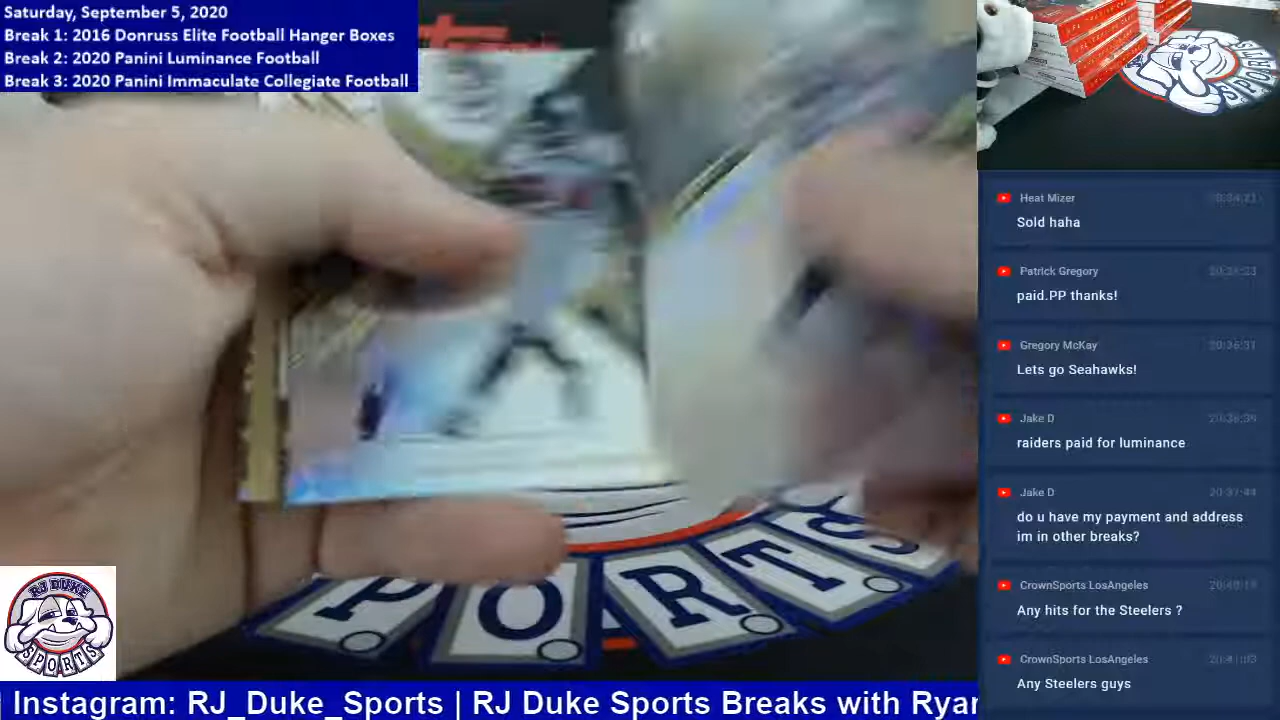 Saturday, September 5, 2020
Break 1: 2016 Donruss Elite Football Hanger Boxes
Break 2: 2020 Panini Luminance Football
Break 3: 2020 Panini Immaculate Collegiate Football
SPORTS
Heat Mizer
Sold haha
Patrick Gregory
paid.PP thanks!
Gregory McKay
Lets go Seahawks!
Jake D
raiders paid for luminance
Jake D
do u have my payment and address
im in other breaks?
CrownSports LosAngeles
Any hits for the Steelers ?
CrownSports LosAngeles
Any Steelers guys
PORTS
RJ DUKE
SPORTS
Instagram: RJ_Duke_Sports | RJ Duke Sports Breaks with Ryan